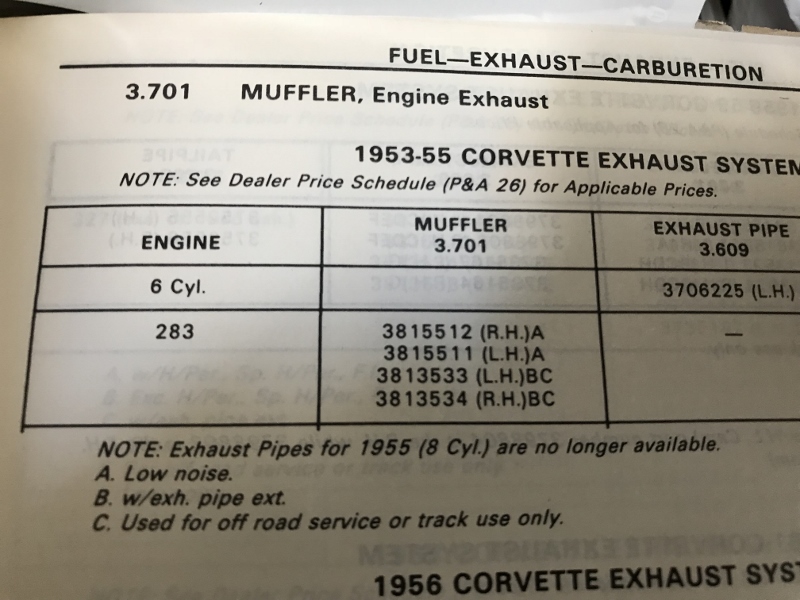 FUEL—EXHAUST—CARBURETION
3.701 MUFFLER, Engine Exhaust
1953-55 CORVETTE EXHAUST SYSTEM
NOTE: See Dealer Price Schedule (P&A 26) for Applicable Prices.
ENGINE MUFFLER 3.701 EXHAUST PIPE 3.609
6 Cyl. 3706225 (L.H.)
283 3815512 (R.H.)A —
3815511 (L.H.)A
3813533 (L.H.)BC
3813534 (R.H.)BC
NOTE: Exhaust Pipes for 1955 (8 Cyl.) are no longer available.
A. Low noise.
B. w/exh. pipe ext.
C. Used for off road service or track use only.
1956 CORVETTE EXHAUST SYST